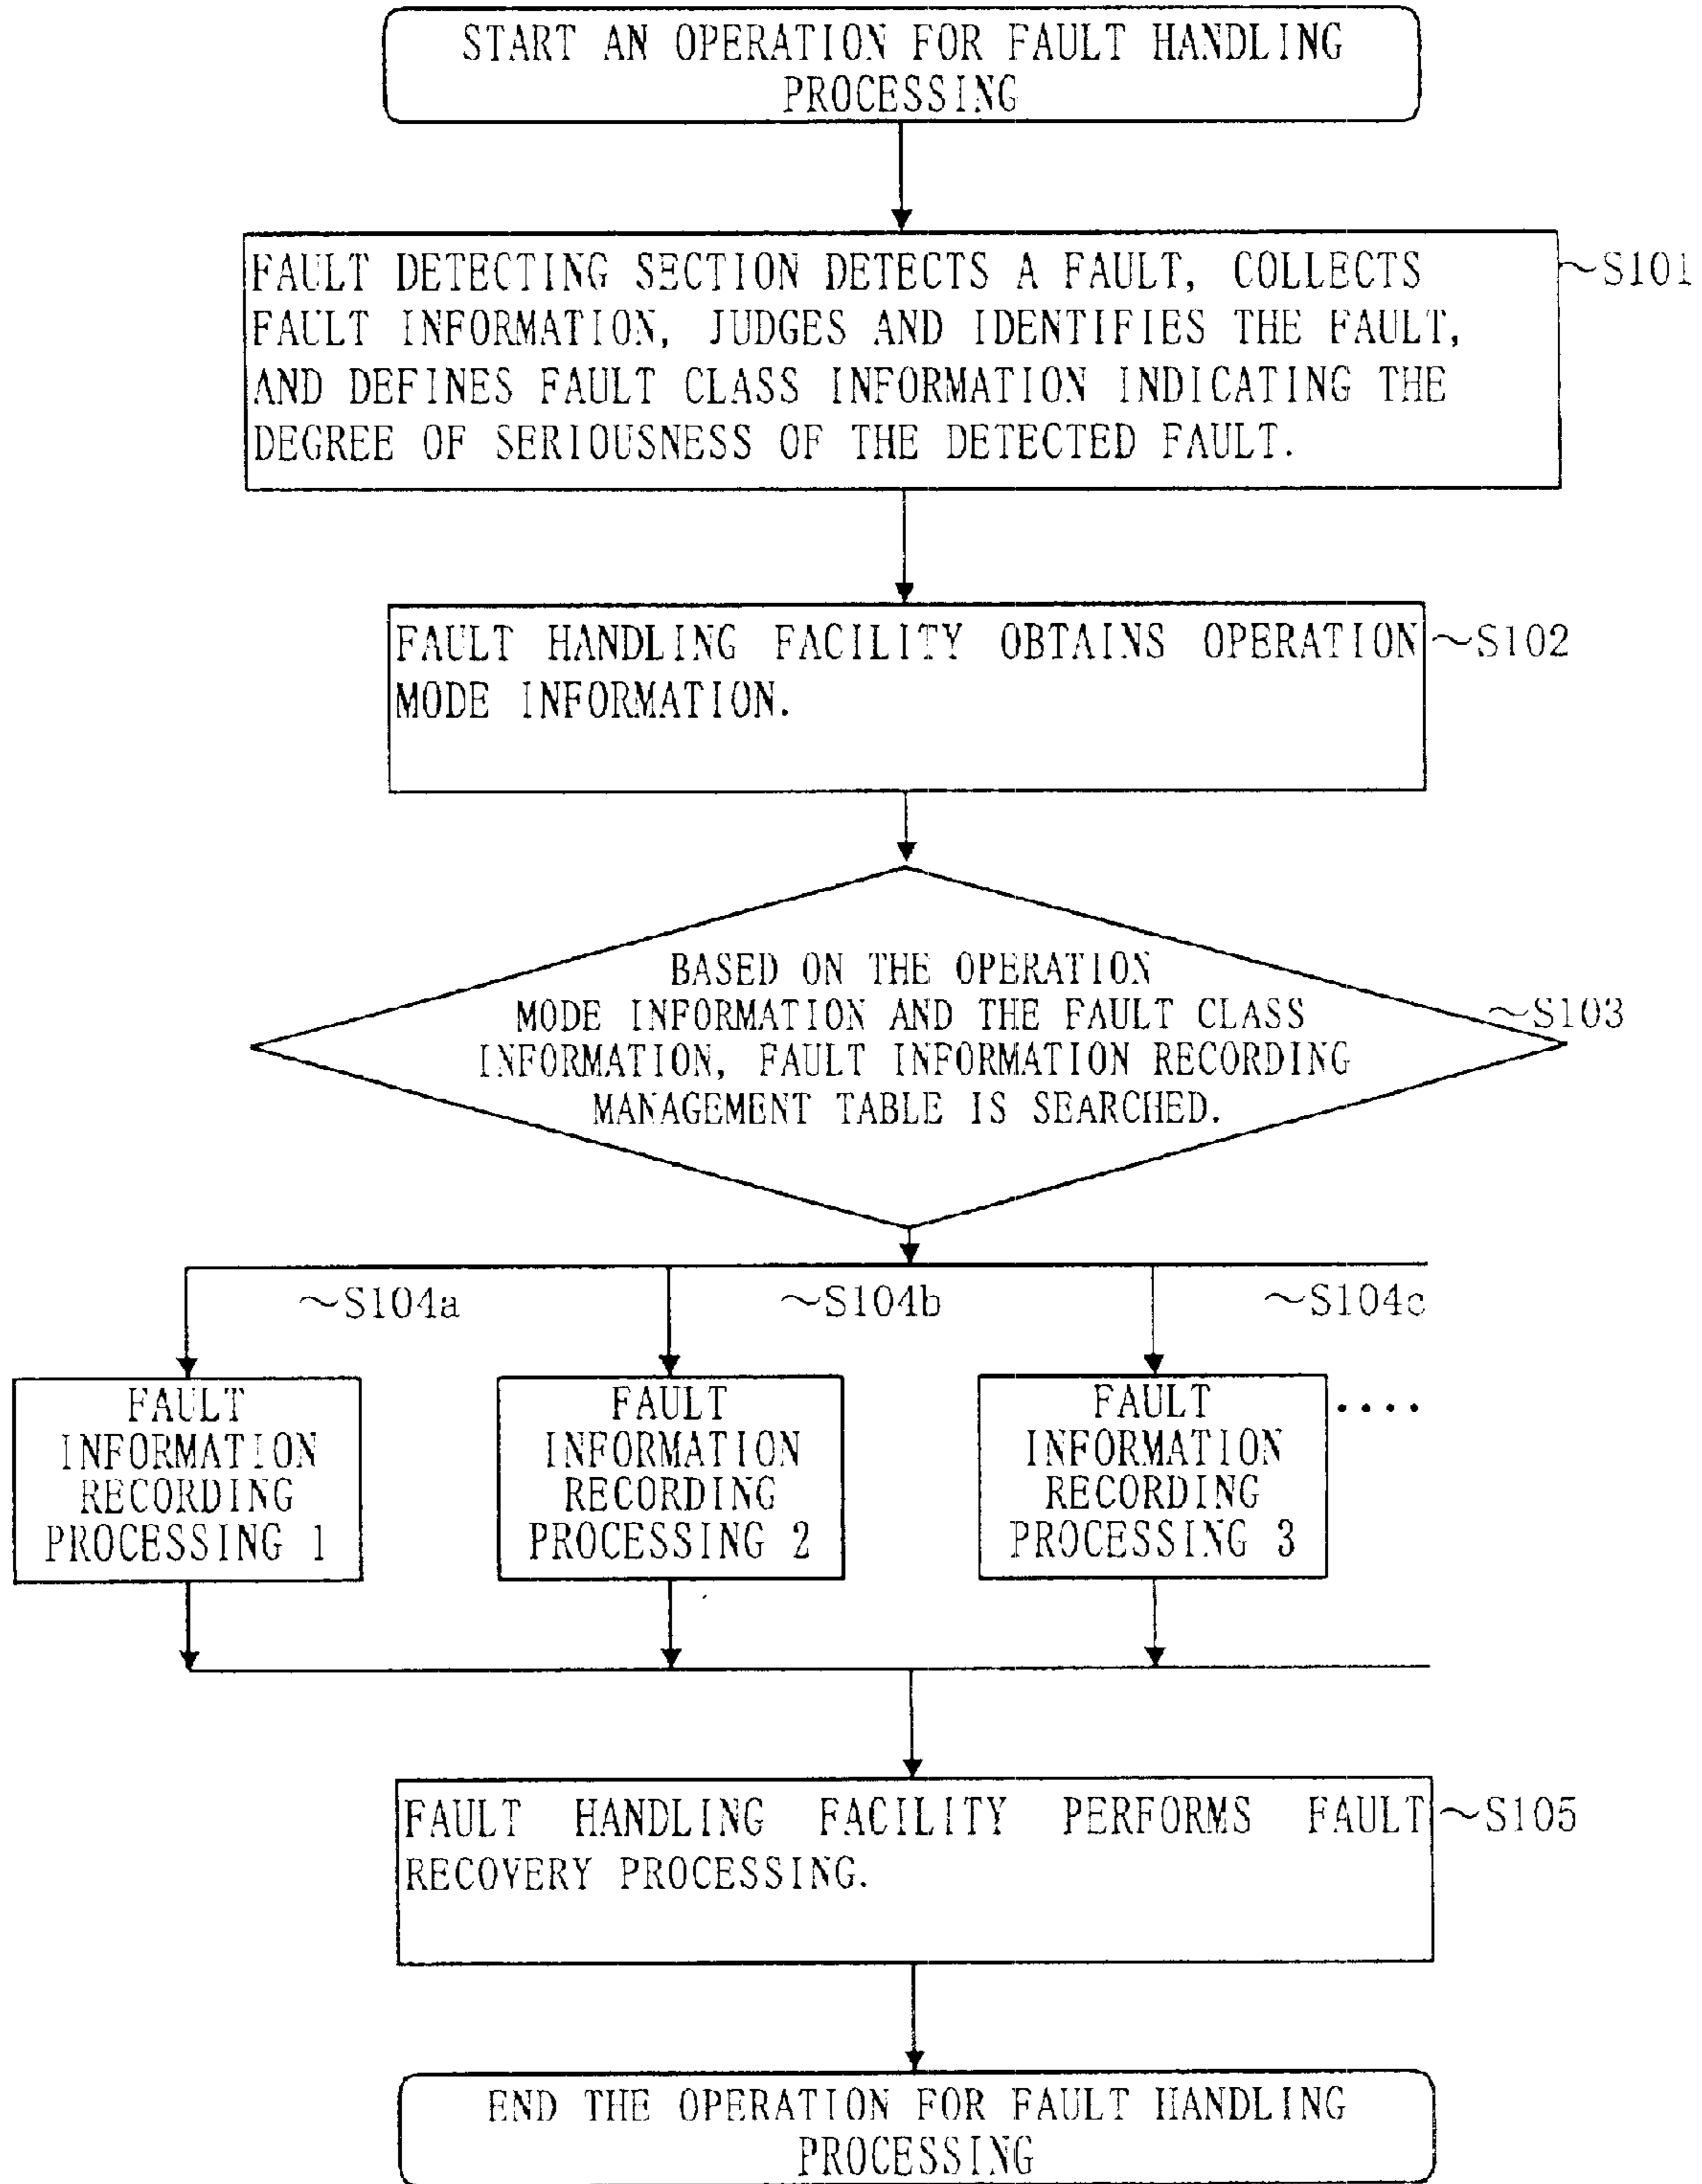 START AN OPERATION FOR FAULT HANDLING
PROCESSING
FAULT DETECTING SECTION DETECTS A FAULT, COLLECTS
FAULT INFORMATION, JUDGES AND IDENTIFIES THE FAULT,
AND DEFINES FAULT CLASS INFORMATION INDICATING THE
DEGREE OF SERIOUSNESS OF THE DETECTED FAULT.
~S101
FAULT HANDLING FACILITY OBTAINS OPERATION
MODE INFORMATION.
~S102
BASED ON THE OPERATION
MODE INFORMATION AND THE FAULT CLASS
INFORMATION, FAULT INFORMATION RECORDING
MANAGEMENT TABLE IS SEARCHED.
~S103
~S104a
~S104b
~S104c
FAULT
INFORMATION
RECORDING
PROCESSING 1
FAULT
INFORMATION
RECORDING
PROCESSING 2
FAULT
INFORMATION
RECORDING
PROCESSING 3
....
FAULT HANDLING FACILITY PERFORMS FAULT
RECOVERY PROCESSING.
~S105
END THE OPERATION FOR FAULT HANDLING
PROCESSING